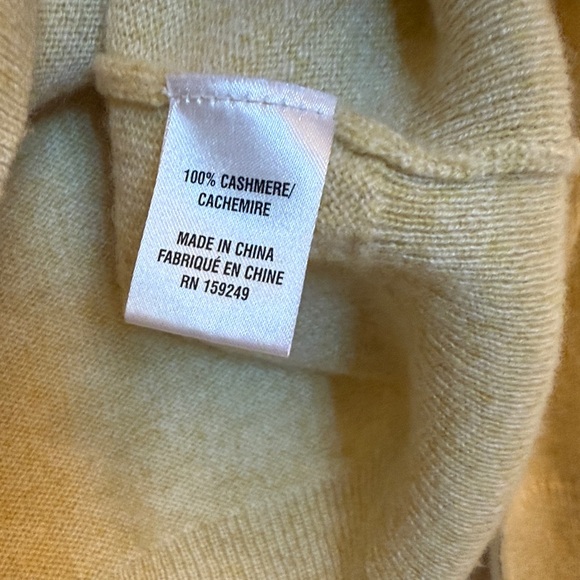 100% CASHMERE/
CACHEMIRE
MADE IN CHINA
FABRIQUÉ EN CHINE
RN 159249